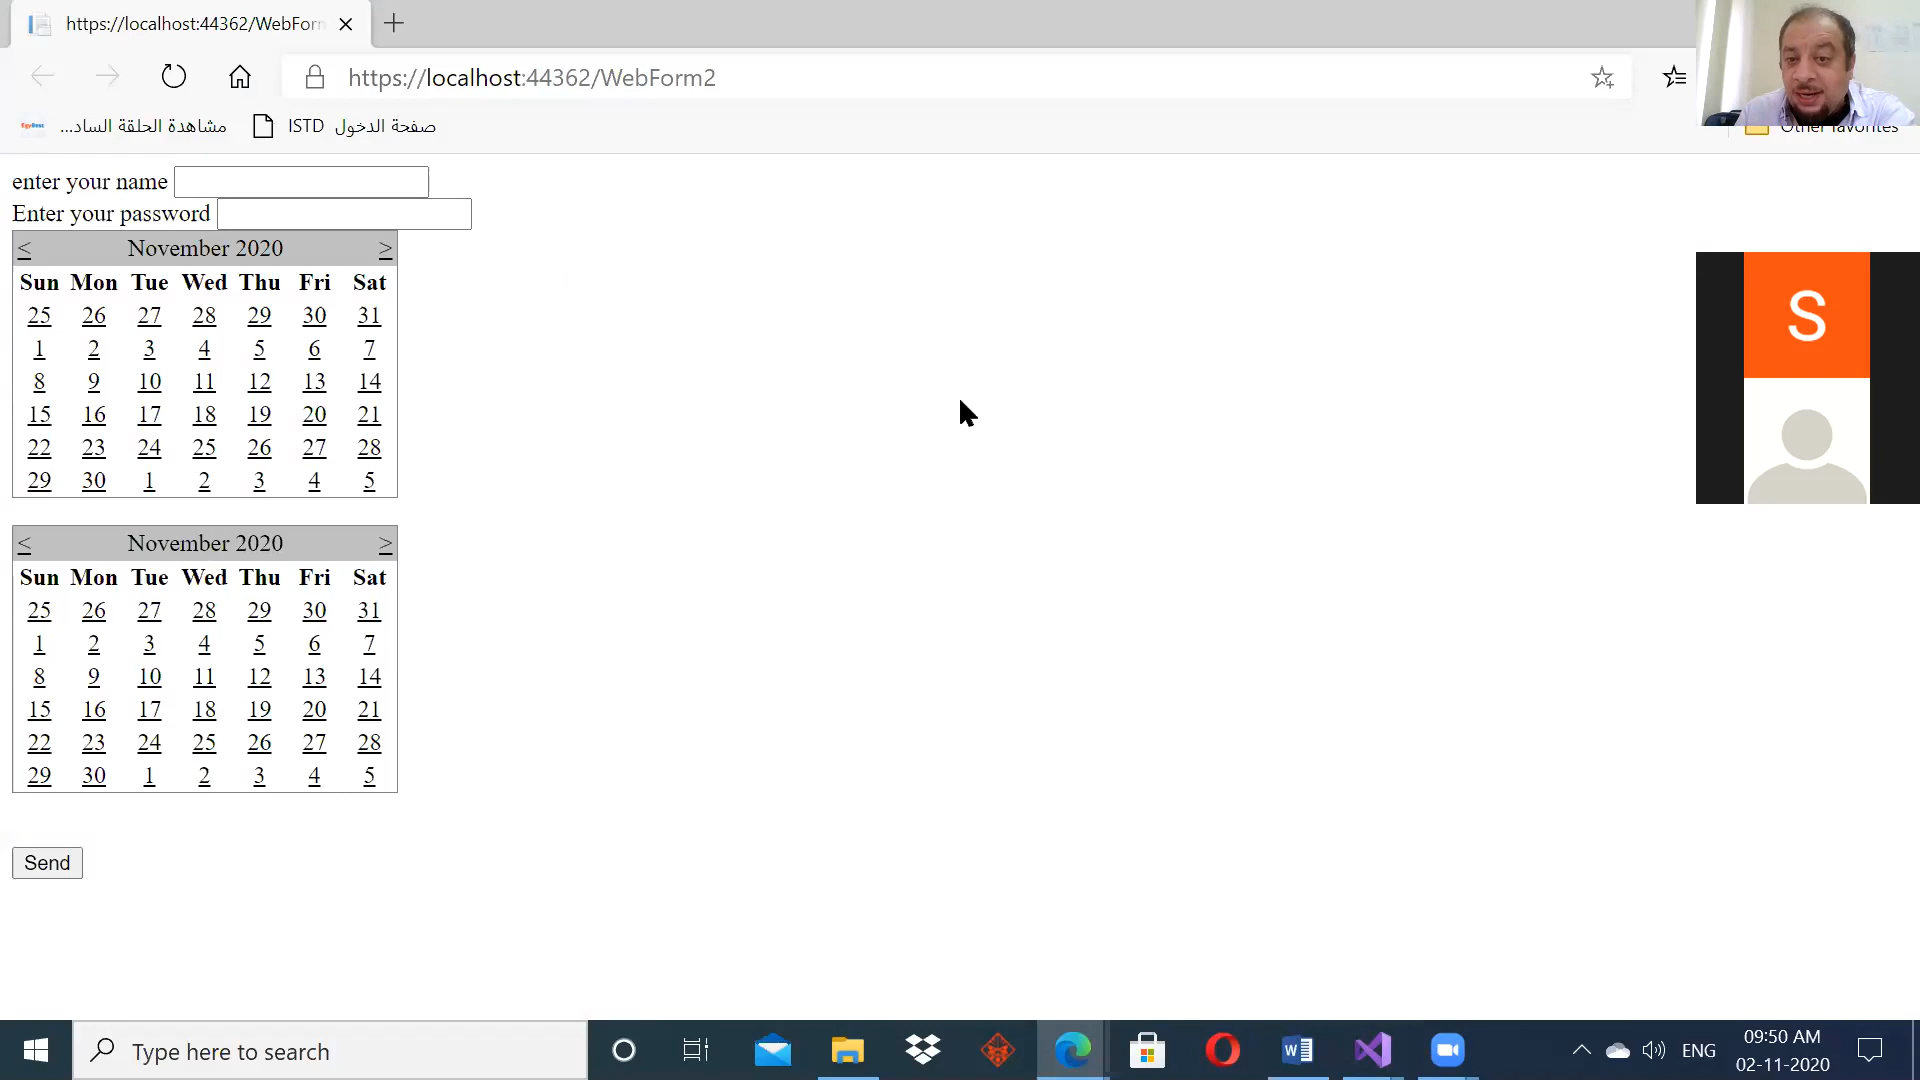 https://localhost:44362/WebForm
https://localhost:44362/WebForm2
EgyBest
مشاهدة الحلقة الساد...
ISTD صفحة الدخول
Other favorites
enter your name
Enter your password
< November 2020 >
Sun Mon Tue Wed Thu Fri Sat
25 26 27 28 29 30 31
1 2 3 4 5 6 7
8 9 10 11 12 13 14
15 16 17 18 19 20 21
22 23 24 25 26 27 28
29 30 1 2 3 4 5
< November 2020 >
Sun Mon Tue Wed Thu Fri Sat
25 26 27 28 29 30 31
1 2 3 4 5 6 7
8 9 10 11 12 13 14
15 16 17 18 19 20 21
22 23 24 25 26 27 28
29 30 1 2 3 4 5
Send
S
Type here to search
ENG
09:50 AM
02-11-2020